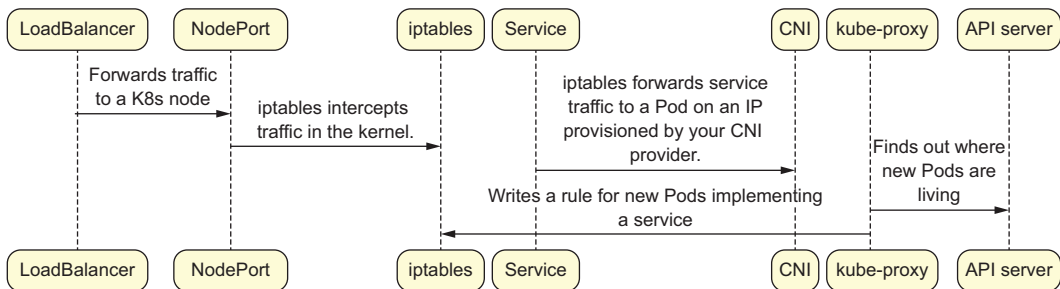 LoadBalancer
NodePort
iptables
Service
CNI
kube-proxy
API server
Forwards traffic
to a K8s node
iptables intercepts
traffic in the kernel.
iptables forwards service
traffic to a Pod on an IP
provisioned by your CNI
provider.
Finds out where
new Pods are
living
Writes a rule for new Pods implementing
a service
LoadBalancer
NodePort
iptables
Service
CNI
kube-proxy
API server